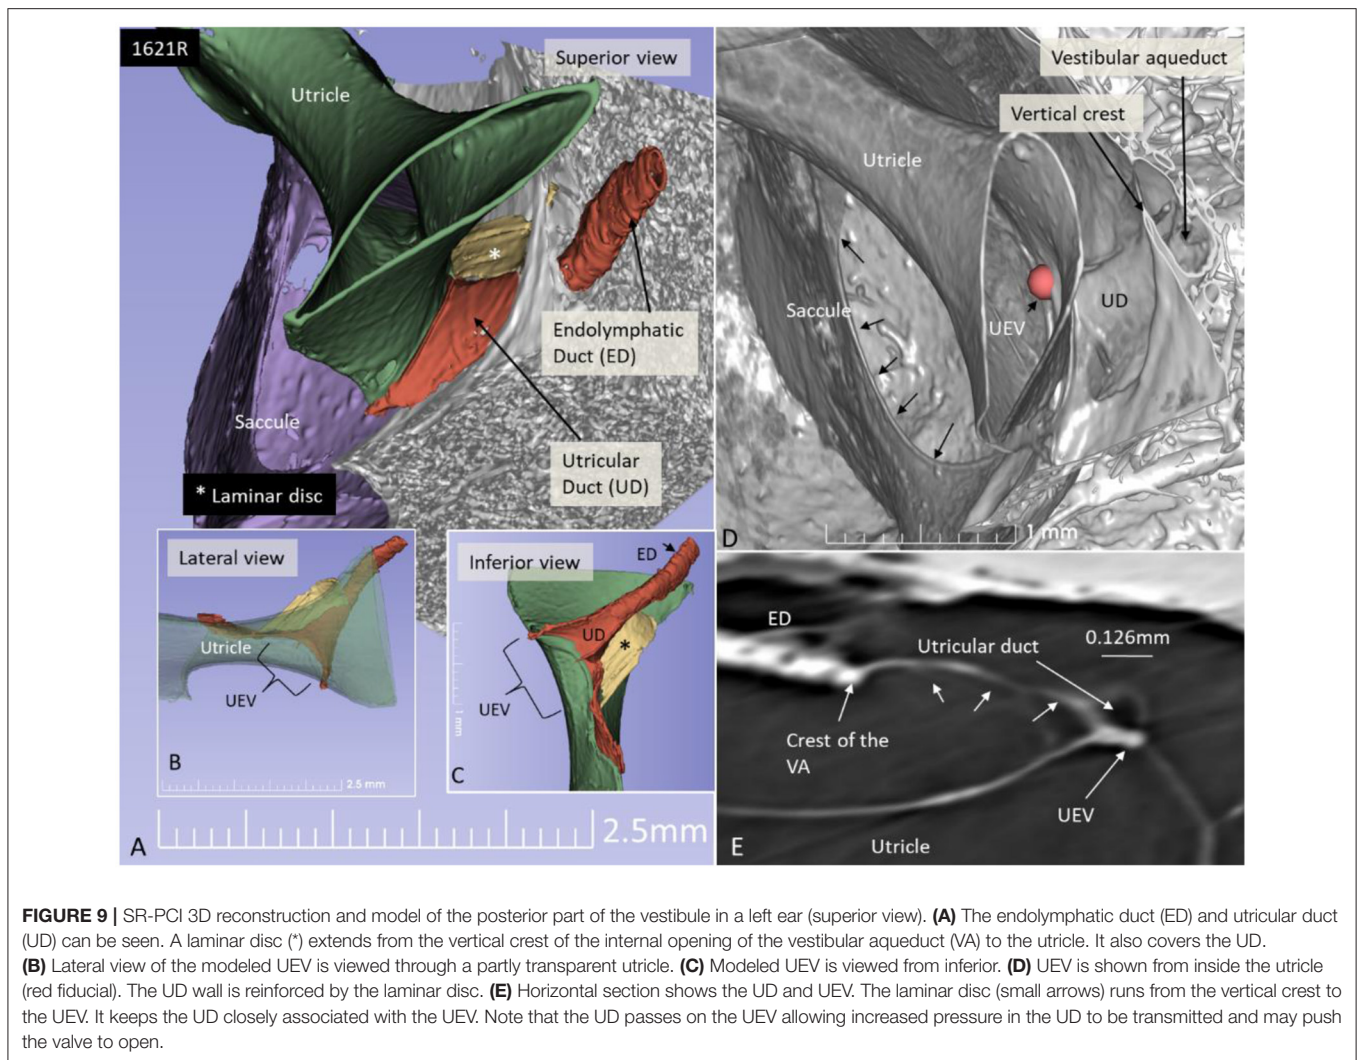 1621R
Superior view
Utricle
*
Endolymphatic
Duct (ED)
Saccule
Utricular
Duct (UD)
* Laminar disc
Lateral view
Utricle
UEV
B
2.5 mm
Inferior view
ED
UD
*
UEV
1 mm
C
A
2.5mm
Vestibular aqueduct
Vertical crest
Utricle
Saccule
UEV
UD
D
1 mm
ED
Utricular duct
0.126mm
Crest of the
VA
UEV
E
Utricle
FIGURE 9 | SR-PCI 3D reconstruction and model of the posterior part of the vestibule in a left ear (superior view). (A) The endolymphatic duct (ED) and utricular duct
(UD) can be seen. A laminar disc (*) extends from the vertical crest of the internal opening of the vestibular aqueduct (VA) to the utricle. It also covers the UD.
(B) Lateral view of the modeled UEV is viewed through a partly transparent utricle. (C) Modeled UEV is viewed from inferior. (D) UEV is shown from inside the utricle
(red fiducial). The UD wall is reinforced by the laminar disc. (E) Horizontal section shows the UD and UEV. The laminar disc (small arrows) runs from the vertical crest to
the UEV. It keeps the UD closely associated with the UEV. Note that the UD passes on the UEV allowing increased pressure in the UD to be transmitted and may push
the valve to open.